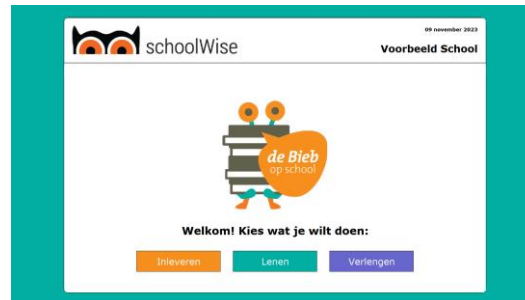 09 november 2023
schoolWise
Voorbeeld School
de Bieb
op school
Welkom! Kies wat je wilt doen:
Inleveren
Lenen
Verlengen